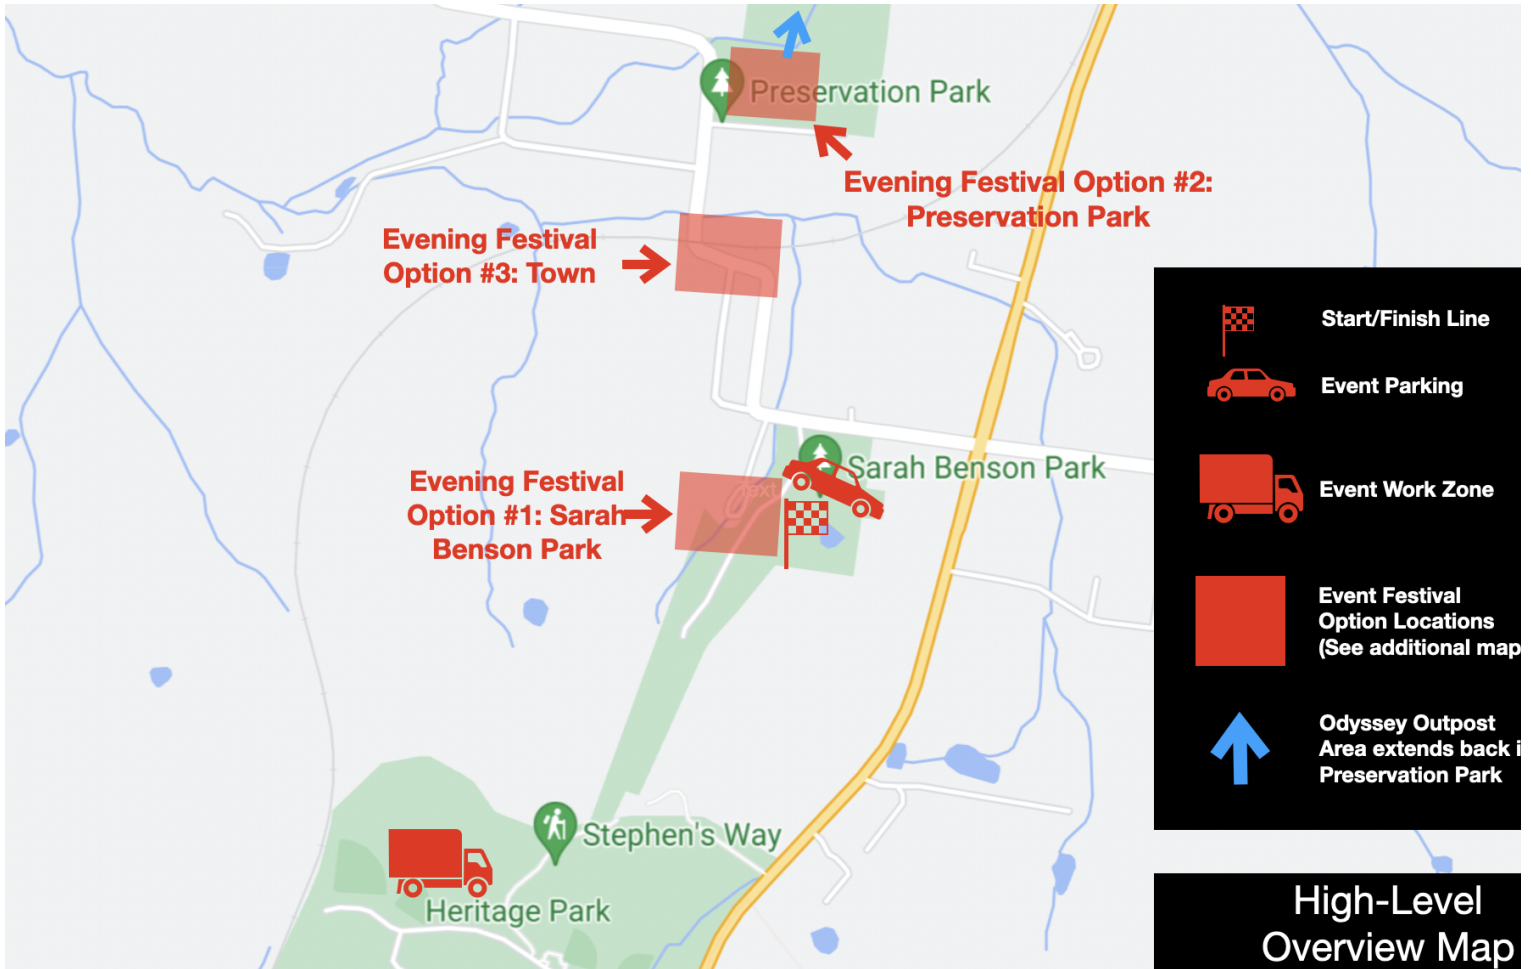 Preservation Park
Evening Festival Option #2:
Preservation Park
Evening Festival
Option #3: Town
Sarah Benson Park
Text
Evening Festival
Option #1: Sarah
Benson Park
Stephen's Way
Heritage Park
Start/Finish Line
Event Parking
Event Work Zone
Event Festival
Option Locations
(See additional map
Odyssey Outpost
Area extends back i
Preservation Park
High-Level
Overview Map